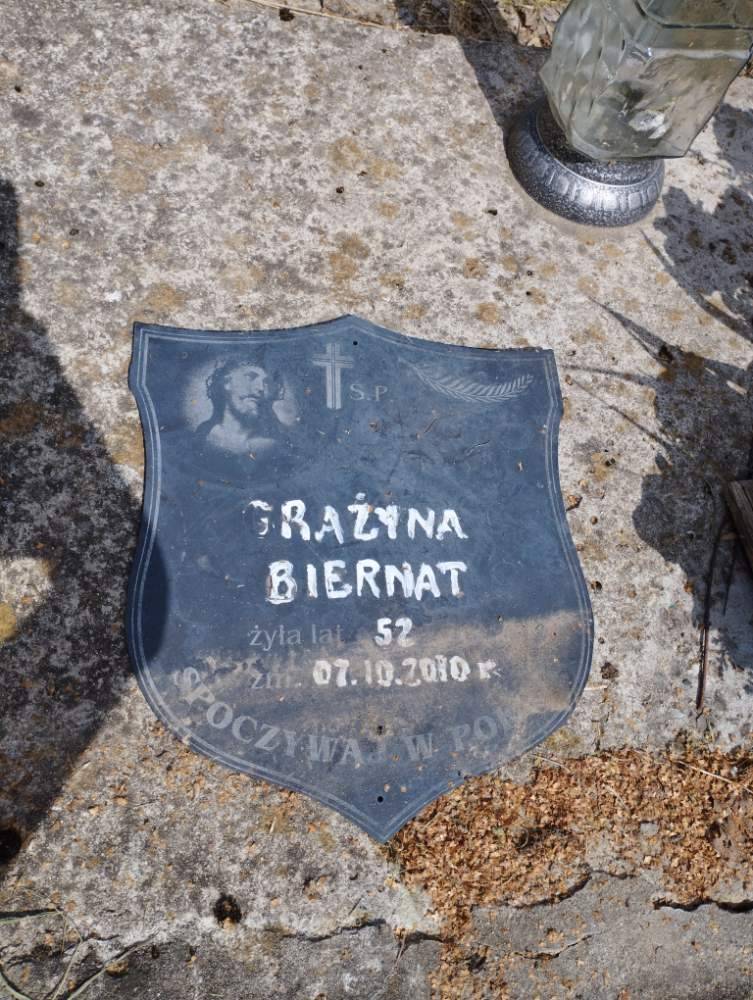 Ś.P.
GRAŻYNA
BIERNAT
żyła lat 52
zm. 07.10.2010 r.
SPOCZYWAJ W